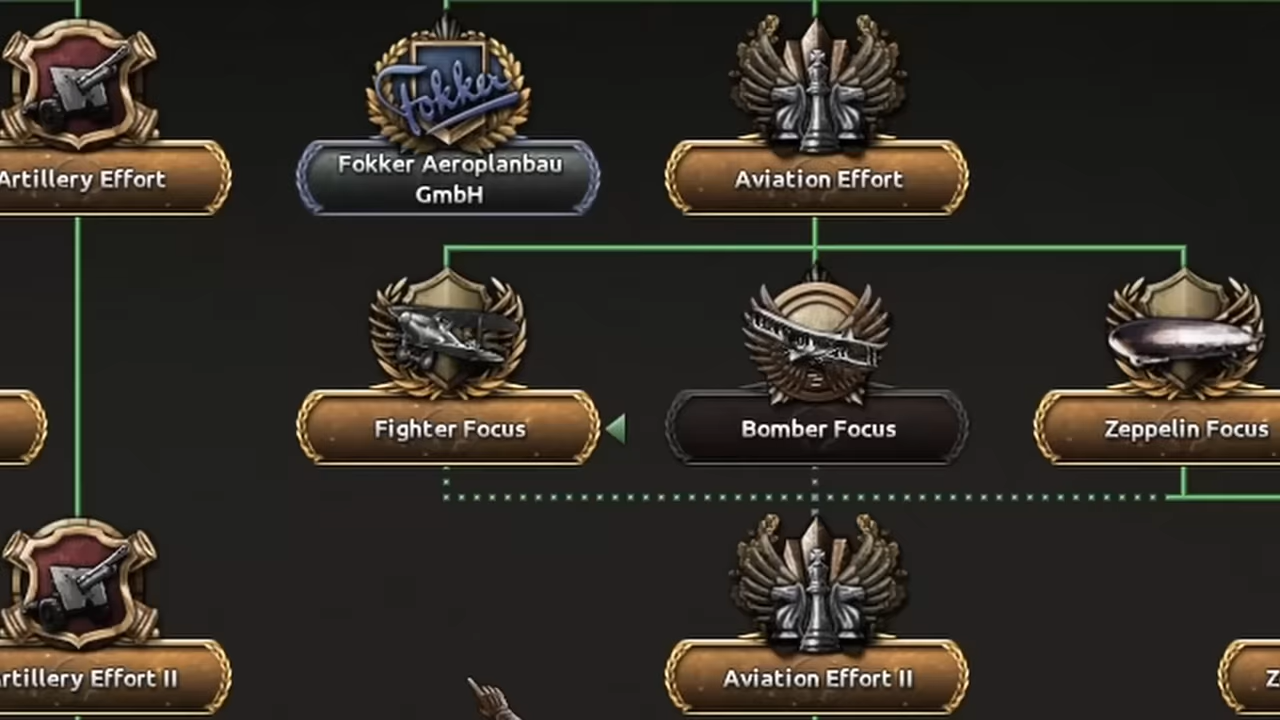 Fokker
Artillery Effort
Fokker Aeroplanbau
GmbH
Aviation Effort
Fighter Focus
Bomber Focus
Zeppelin Focus
rtillery Effort II
Aviation Effort II
Z